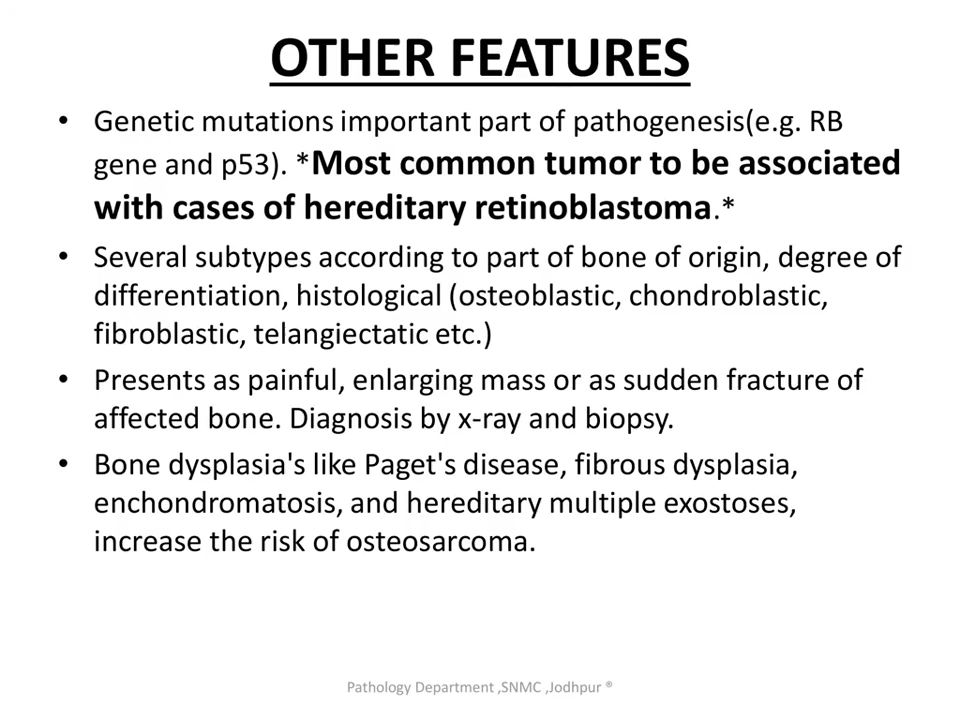 OTHER FEATURES
• Genetic mutations important part of pathogenesis(e.g. RB
gene and p53). *Most common tumor to be associated
with cases of hereditary retinoblastoma.*
• Several subtypes according to part of bone of origin, degree of
differentiation, histological (osteoblastic, chondroblastic,
fibroblastic, telangiectatic etc.)
• Presents as painful, enlarging mass or as sudden fracture of
affected bone. Diagnosis by x-ray and biopsy.
• Bone dysplasia's like Paget's disease, fibrous dysplasia,
enchondromatosis, and hereditary multiple exostoses,
increase the risk of osteosarcoma.
Pathology Department ,SNMC ,Jodhpur ®